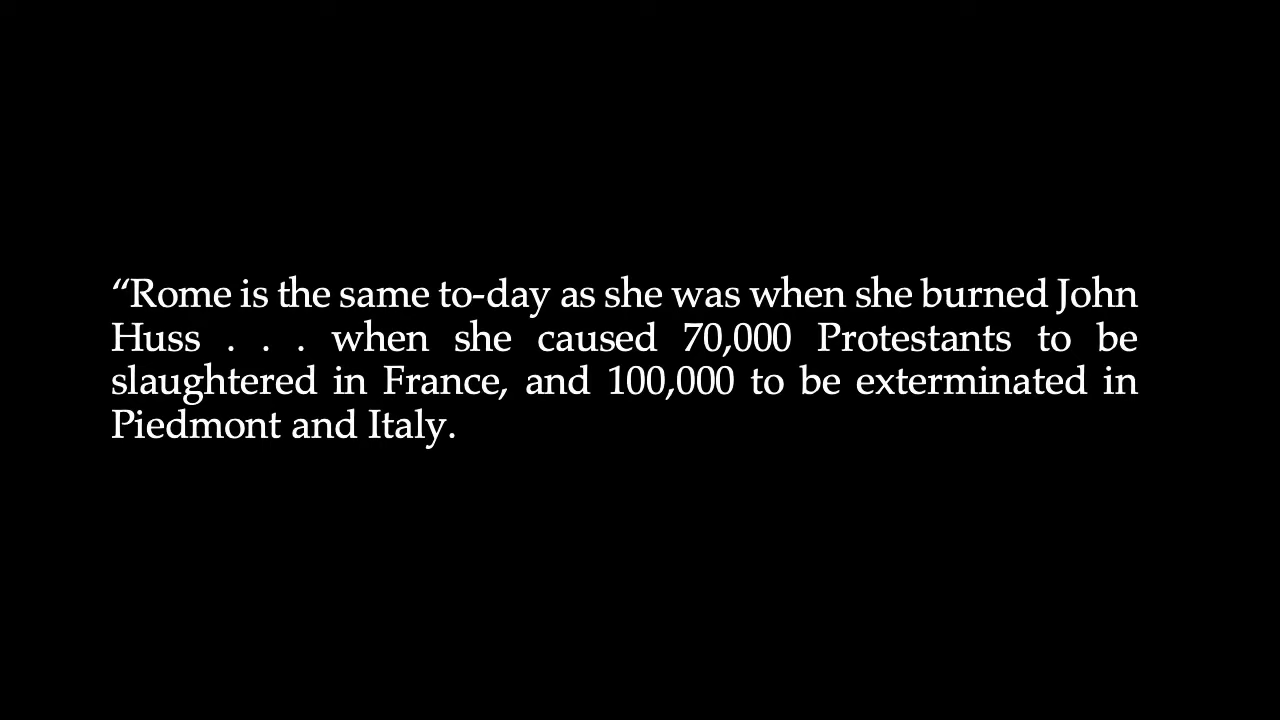 “Rome is the same to-day as she was when she burned John
Huss . . . when she caused 70,000 Protestants to be
slaughtered in France, and 100,000 to be exterminated in
Piedmont and Italy.